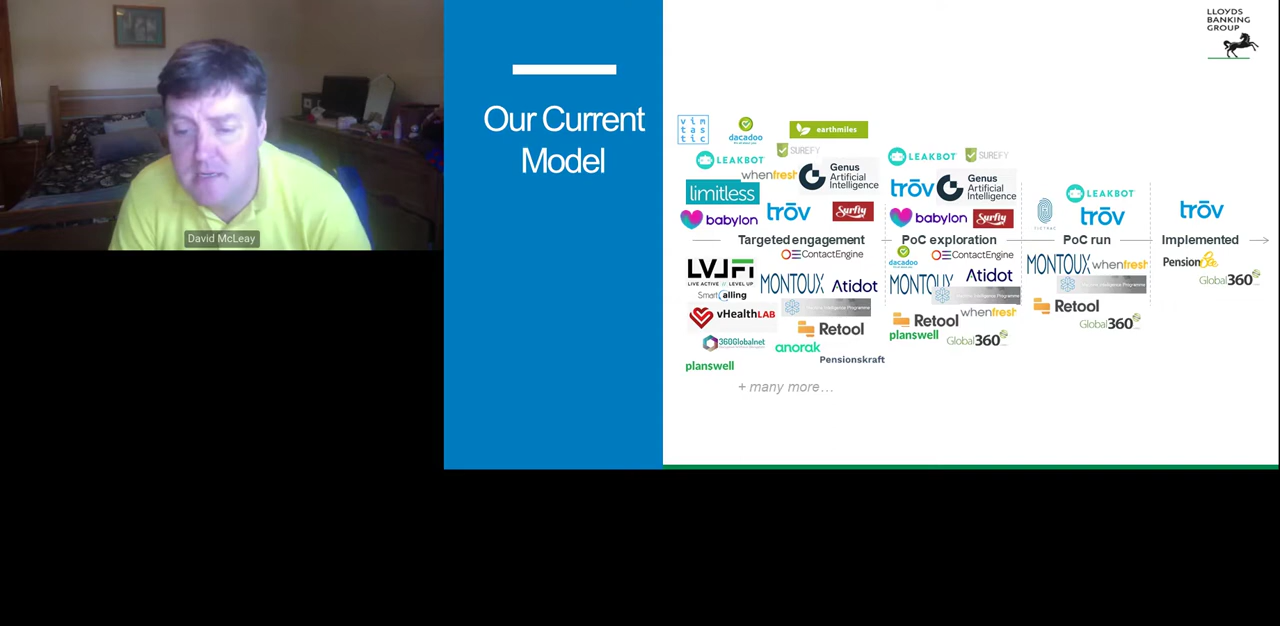 David McLeay
Our Current
Model
LLOYDS
BANKING
GROUP
vim
tas
tic
dacadoo
earthmiles
LEAKBOT
SUREFY
whenfresh
Genus
Artificial
Intelligence
limitless
babylon
trōv
Surfly
LEAKBOT
SUREFY
trōv
Genus
Artificial
Intelligence
babylon
Surfly
LEAKBOT
trōv
trōv
Targeted engagement
PoC exploration
PoC run
Implemented
ContactEngine
LVLFi
LIVE ACTIVE // LEVEL UP
MONTOUX
Atidot
SmartCalling
vHealthLAB
Retool
360Globalnet
anorak
Pensionskraft
planswell
+ many more…
dacadoo
ContactEngine
MONTOUX
Atidot
whenfresh
Retool
planswell
Global360
MONTOUX
whenfresh
Retool
Global360
PensionBee
Global360